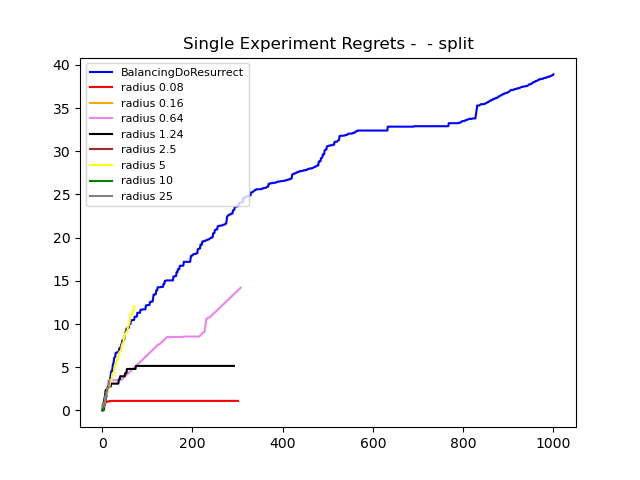 Single Experiment Regrets -  - split
BalancingDoResurrect
radius 0.08
radius 0.16
radius 0.64
radius 1.24
radius 2.5
radius 5
radius 10
radius 25
40
35
30
25
20
15
10
5
0
0 200 400 600 800 1000